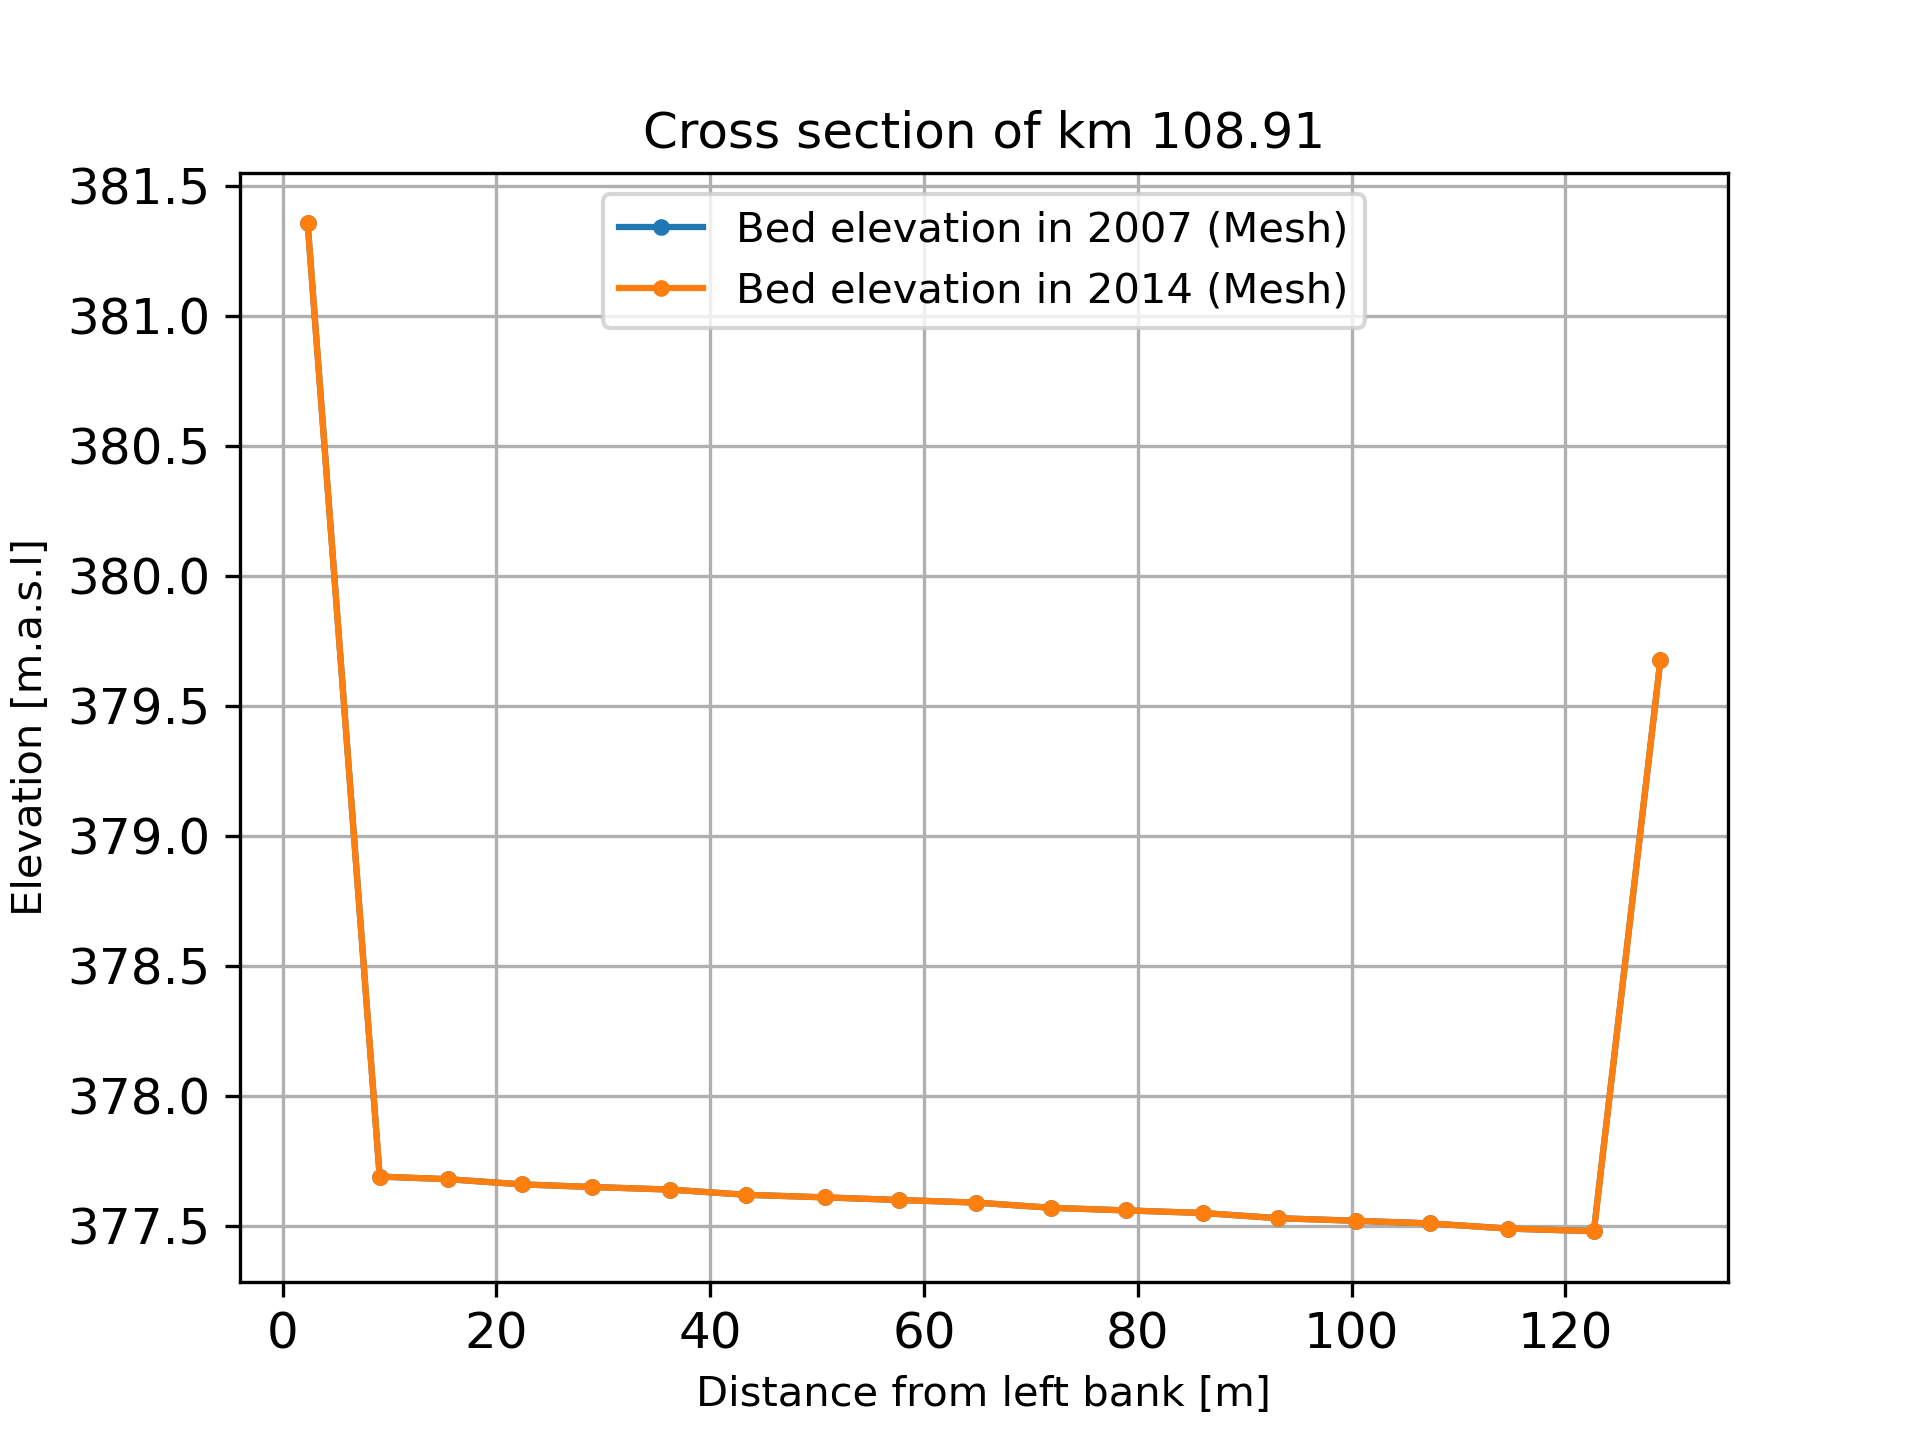 Cross section of km 108.91
Bed elevation in 2007 (Mesh)
Bed elevation in 2014 (Mesh)
381.5
381.0
380.5
380.0
379.5
379.0
378.5
378.0
377.5
Elevation [m.a.s.l]
0 20 40 60 80 100 120
Distance from left bank [m]